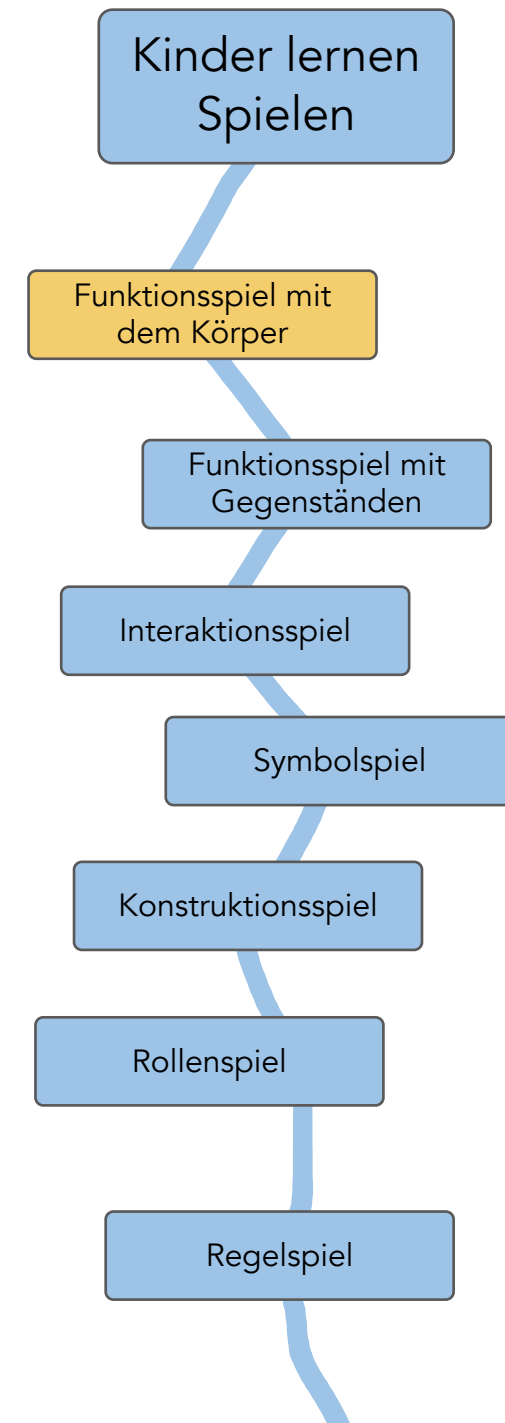 Kinder lernen
Spielen
Funktionsspiel mit
dem Körper
Funktionsspiel mit
Gegenständen
Interaktionsspiel
Symbolspiel
Konstruktionsspiel
Rollenspiel
Regelspiel